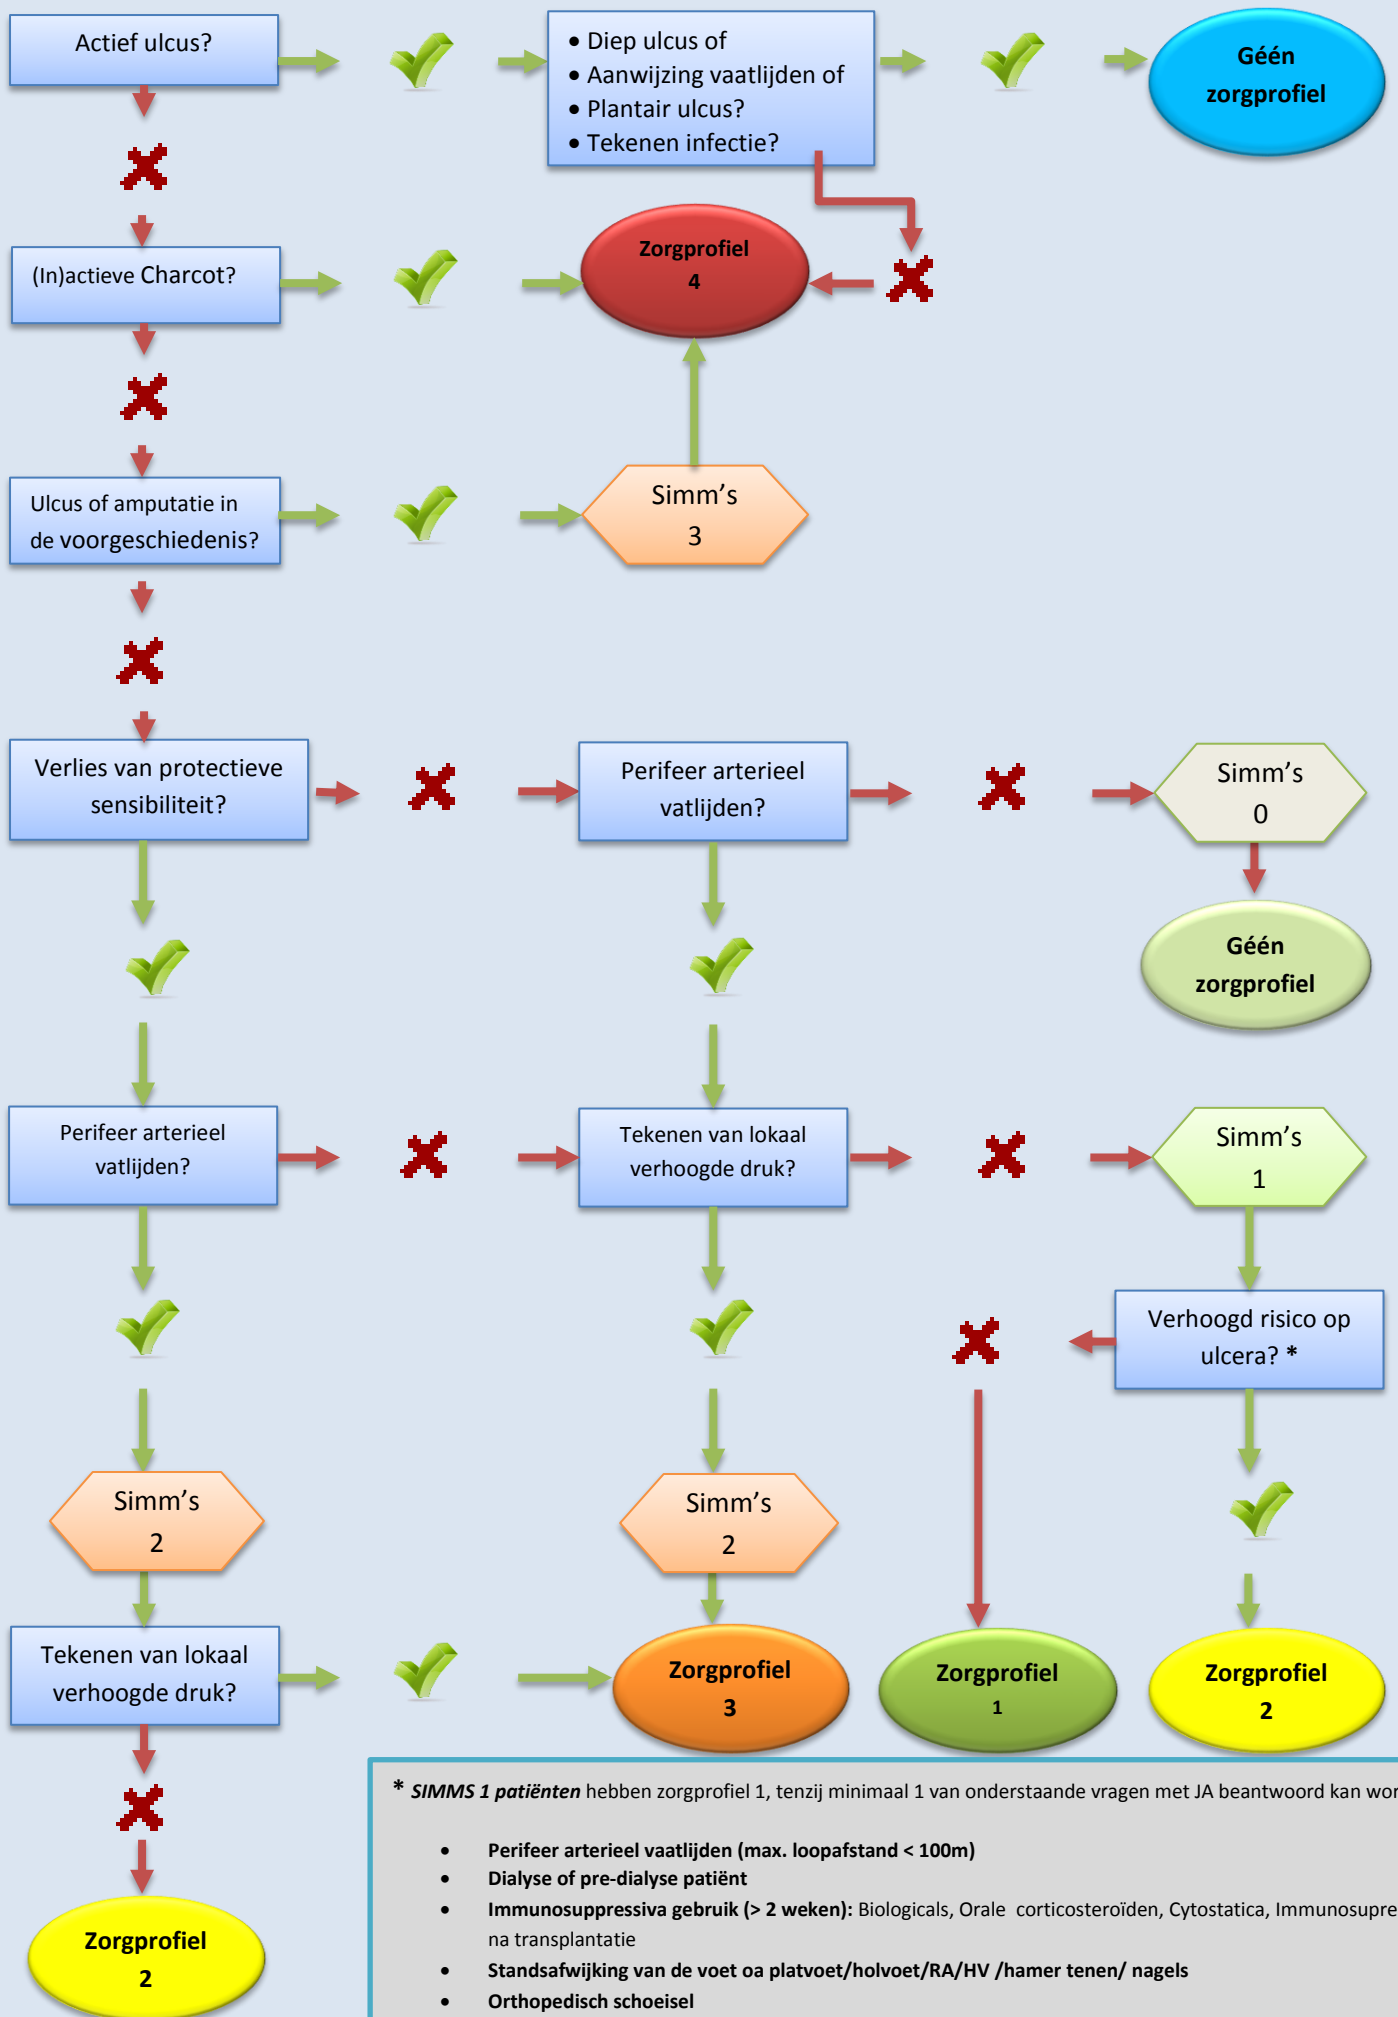 Actief ulcus?
• Diep ulcus of
• Aanwijzing vaatlijden of
• Plantair ulcus?
• Tekenen infectie?
Géén
zorgprofiel
(In)actieve Charcot?
Zorgprofiel
4
Ulcus of amputatie in
de voorgeschiedenis?
Simm's
3
Verlies van protectieve
sensibiliteit?
Perifeer arterieel
vatlijden?
Simm's
0
Géén
zorgprofiel
Perifeer arterieel
vatlijden?
Tekenen van lokaal
verhoogde druk?
Simm's
1
Verhoogd risico op
ulcera? *
Simm's
2
Simm's
2
Tekenen van lokaal
verhoogde druk?
Zorgprofiel
3
Zorgprofiel
1
Zorgprofiel
2
Zorgprofiel
2
* SIMMS 1 patiënten hebben zorgprofiel 1, tenzij minimaal 1 van onderstaande vragen met JA beantwoord kan wor
• Perifeer arterieel vaatlijden (max. loopafstand < 100m)
• Dialyse of pre-dialyse patiënt
• Immunosuppressiva gebruik (> 2 weken): Biologicals, Orale corticosteroïden, Cytostatica, Immunosupre
na transplantatie
• Standsafwijking van de voet oa platvoet/holvoet/RA/HV /hamer tenen/ nagels
• Orthopedisch schoeisel